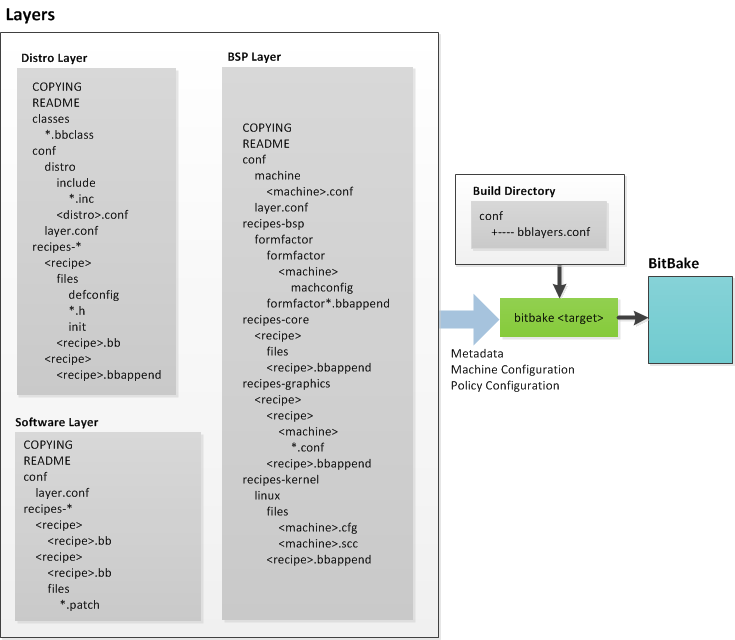 Layers
Distro Layer
COPYING
README
classes
*.bbclass
conf
distro
include
*.inc
<distro>.conf
layer.conf
recipes-*
<recipe>
files
defconfig
*.h
init
<recipe>.bb
<recipe>
<recipe>.bbappend
Software Layer
COPYING
README
conf
layer.conf
recipes-*
<recipe>
<recipe>.bb
<recipe>
<recipe>.bb
files
*.patch
BSP Layer
COPYING
README
conf
machine
<machine>.conf
layer.conf
recipes-bsp
formfactor
formfactor
<machine>
machconfig
formfactor*.bbappend
recipes-core
<recipe>
files
<recipe>.bbappend
recipes-graphics
<recipe>
<recipe>
<machine>
*.conf
<recipe>.bbappend
recipes-kernel
linux
files
<machine>.cfg
<machine>.scc
<recipe>.bbappend
Build Directory
conf
+---- bblayers.conf
bitbake <target>
Metadata
Machine Configuration
Policy Configuration
BitBake